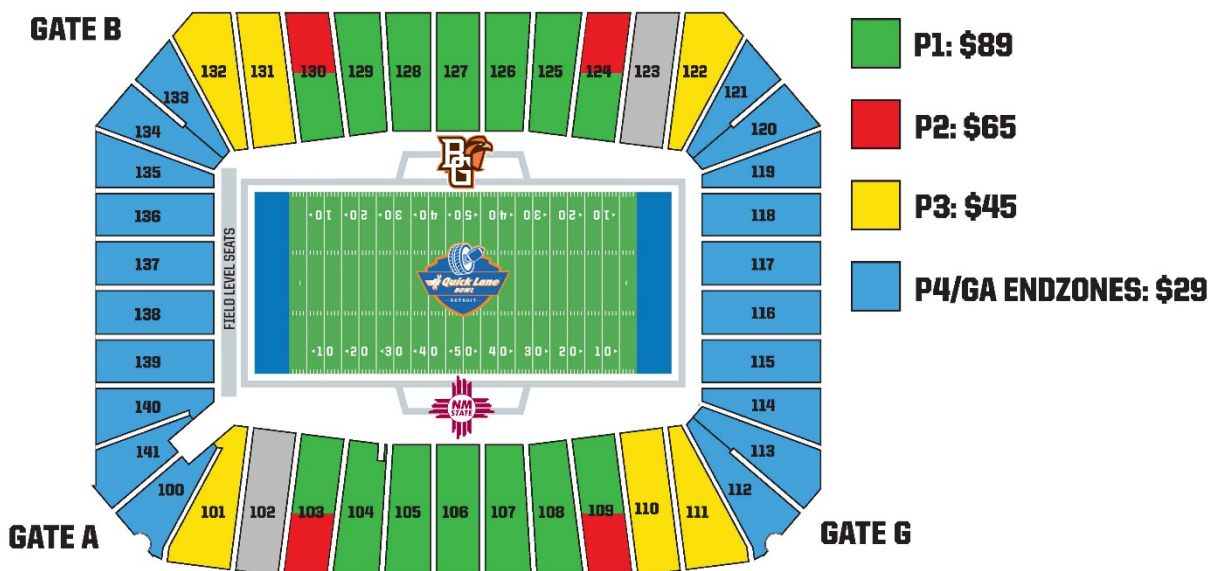 GATE B
132 131 130 129 128 127 126 125 124 123 122
133 121
134 120
135 119
136 118
137 117
138 116
139 115
140 114
141 113
100 112
101 102 103 104 105 106 107 108 109 110 111
GATE A
GATE G
FIELD LEVEL SEATS
BG
10 20 30 40 50 40 30 20 10
Quick Lane
BOWL
DETROIT
10 20 30 40 50 40 30 20 10
NM
STATE
P1: $89
P2: $65
P3: $45
P4/GA ENDZONES: $29